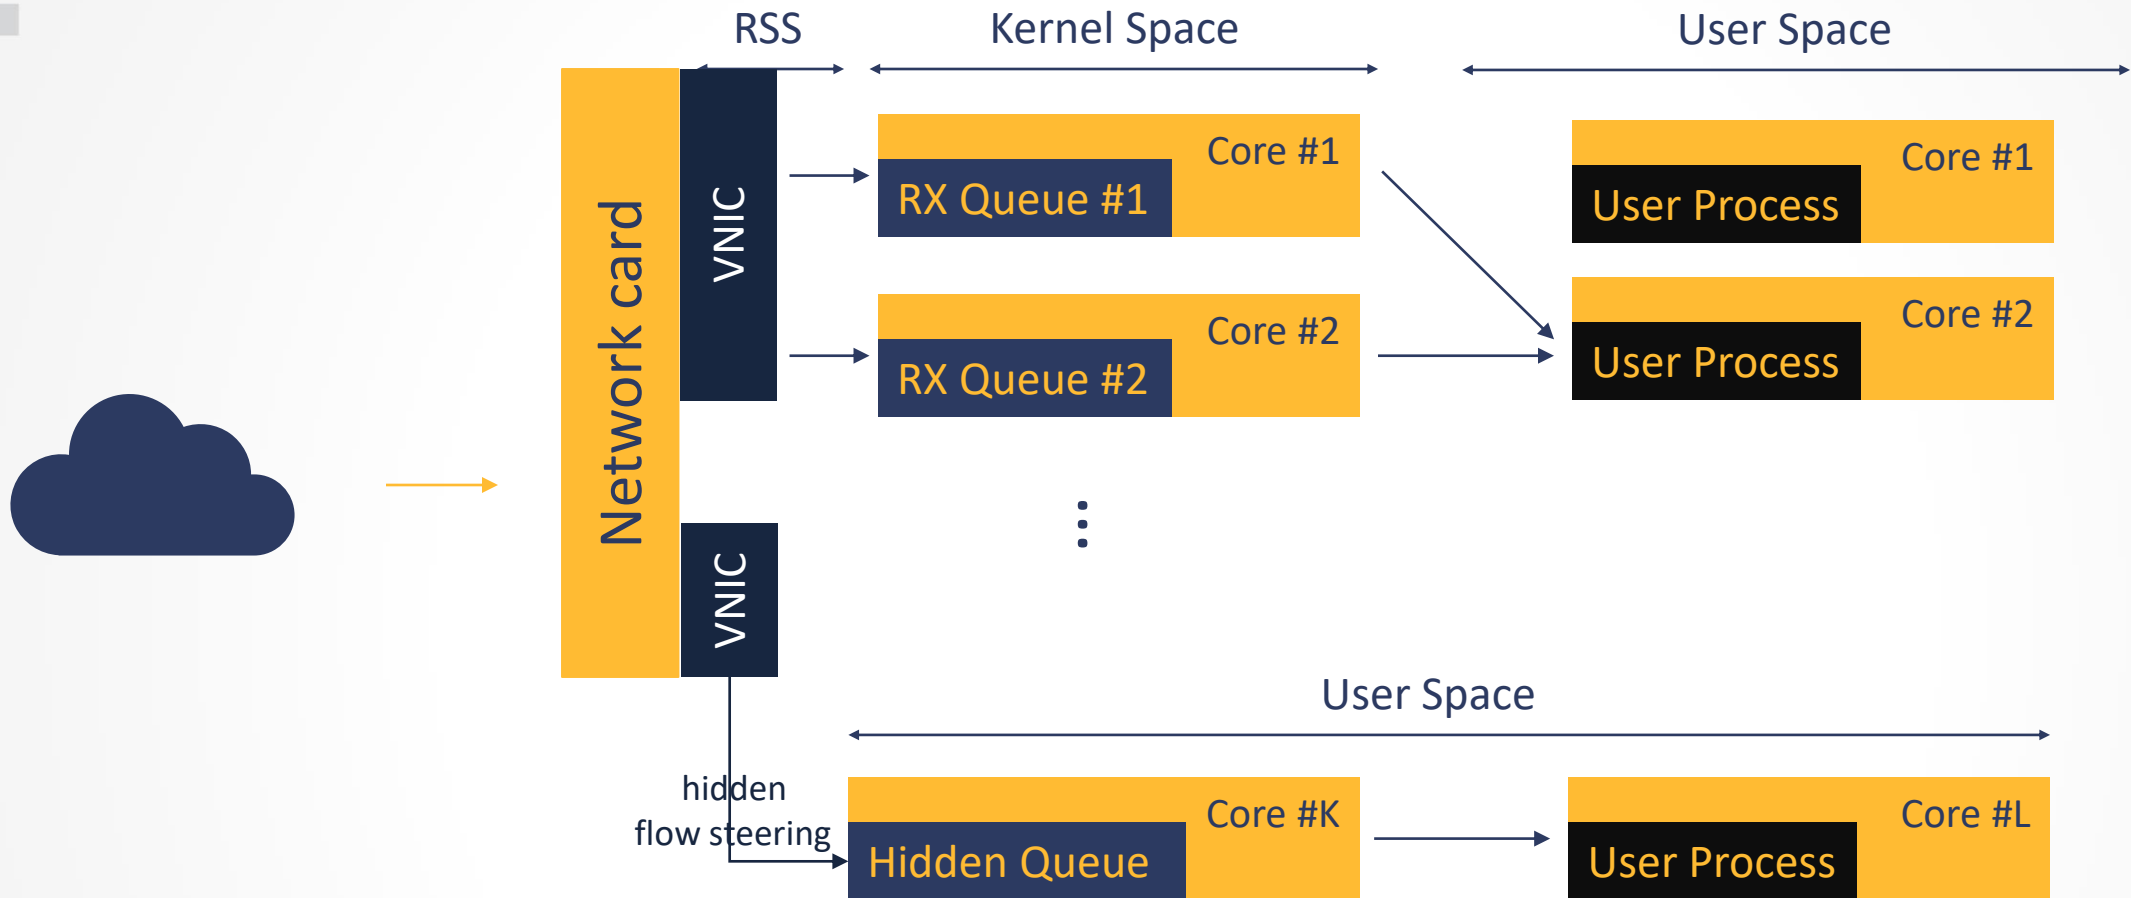 RSS
Kernel Space
User Space
Network card
VNIC
Core #1
RX Queue #1
Core #1
User Process
Core #2
RX Queue #2
Core #2
User Process
...
VNIC
User Space
hidden
flow steering
Core #K
Hidden Queue
Core #L
User Process